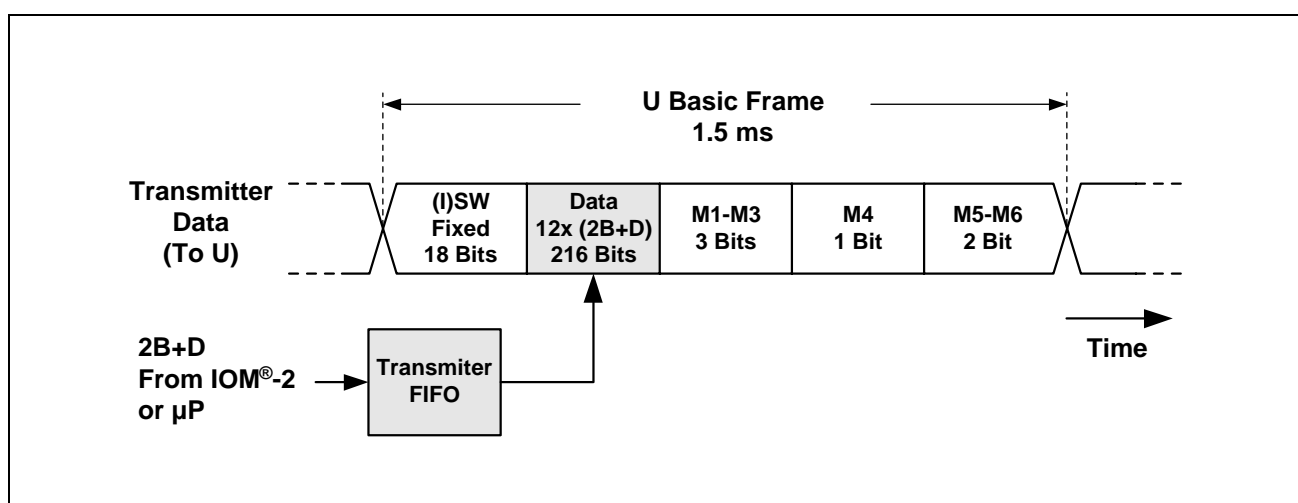 U Basic Frame
1.5 ms
Transmitter
Data
(To U)
(I)SW
Fixed
18 Bits
Data
12x (2B+D)
216 Bits
M1-M3
3 Bits
M4
1 Bit
M5-M6
2 Bit
Time
2B+D
From IOM®-2
or µP
Transmiter
FIFO